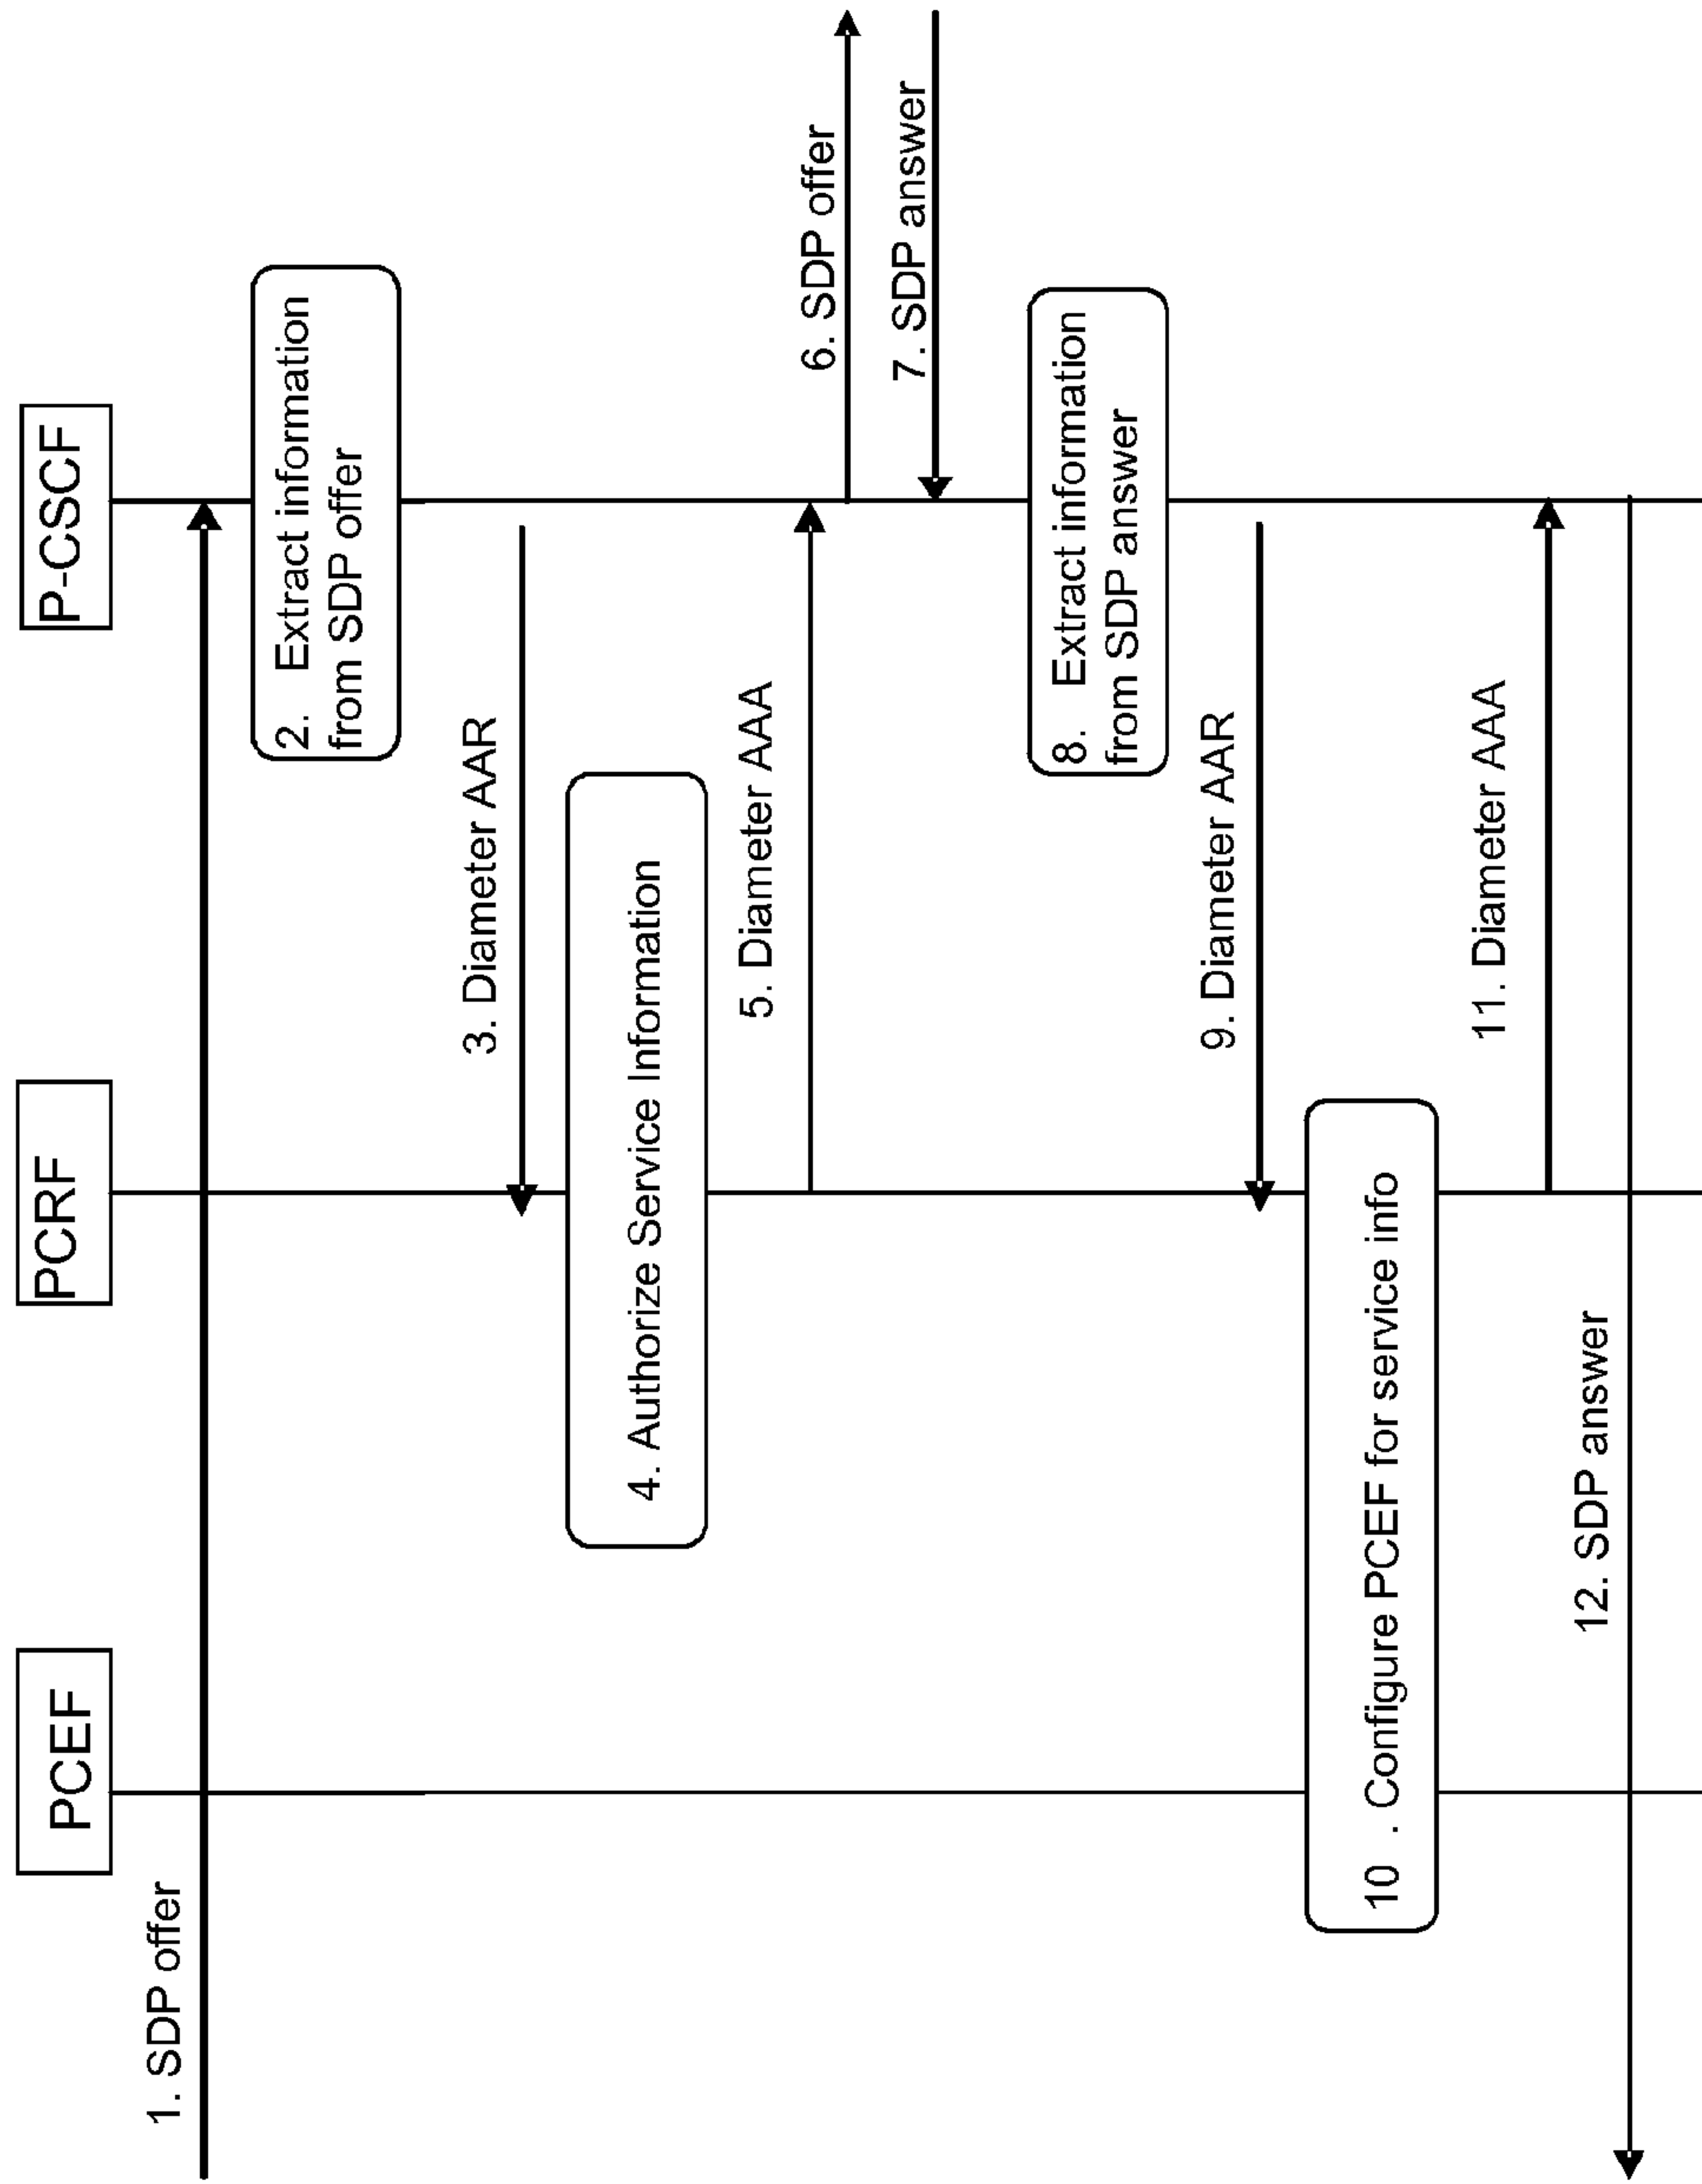 PCEF
PCRF
P-CSCF
1. SDP offer
2. Extract information
from SDP offer
3. Diameter AAR
4. Authorize Service Information
5. Diameter AAA
6. SDP offer
7. SDP answer
8. Extract information
from SDP answer
9. Diameter AAR
10 . Configure PCEF for service info
11. Diameter AAA
12. SDP answer